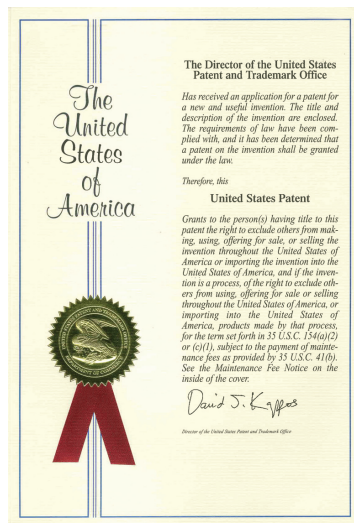 The
United
States
of
America
The Director of the United States
Patent and Trademark Office
Has received an application for a patent for
a new and useful invention. The title and
description of the invention are enclosed.
The requirements of law have been com-
plied with, and it has been determined that
a patent on the invention shall be granted
under the law.
Therefore, this
United States Patent
Grants to the person(s) having title to this
patent the right to exclude others from mak-
ing, using, offering for sale, or selling the
invention throughout the United States of
America or importing the invention into the
United States of America, and if the inven-
tion is a process, of the right to exclude oth-
ers from using, offering for sale or selling
throughout the United States of America, or
importing into the United States of
America, products made by that process,
for the term set forth in 35 U.S.C. 154(a)(2)
or (c)(1), subject to the payment of mainte-
nance fees as provided by 35 U.S.C. 41(b).
See the Maintenance Fee Notice on the
inside of the cover.
David J. Kappos
Director of the United States Patent and Trademark Office